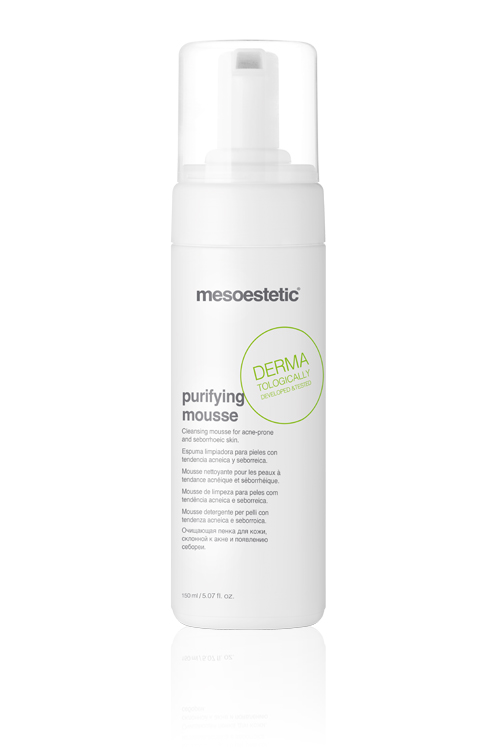 mesoestetic®
DERMA
TOLOGICALLY
DEVELOPED & TESTED
purifying
mousse
Cleansing mousse for acne-prone
and seborrhoeic skin.
Espuma limpiadora para pieles con
tendencia acneica y seborreica.
Mousse nettoyante pour les peaux à
tendance acnéique et séborrhéique.
Mousse de limpeza para peles com
tendência acneica e seborreica.
Mousse detergente per pelli con
tendenza acneica e seborroica.
Очищающая пенка для кожи,
склонной к акне и появлению
себореи.
150 ml / 5.07 fl. oz.